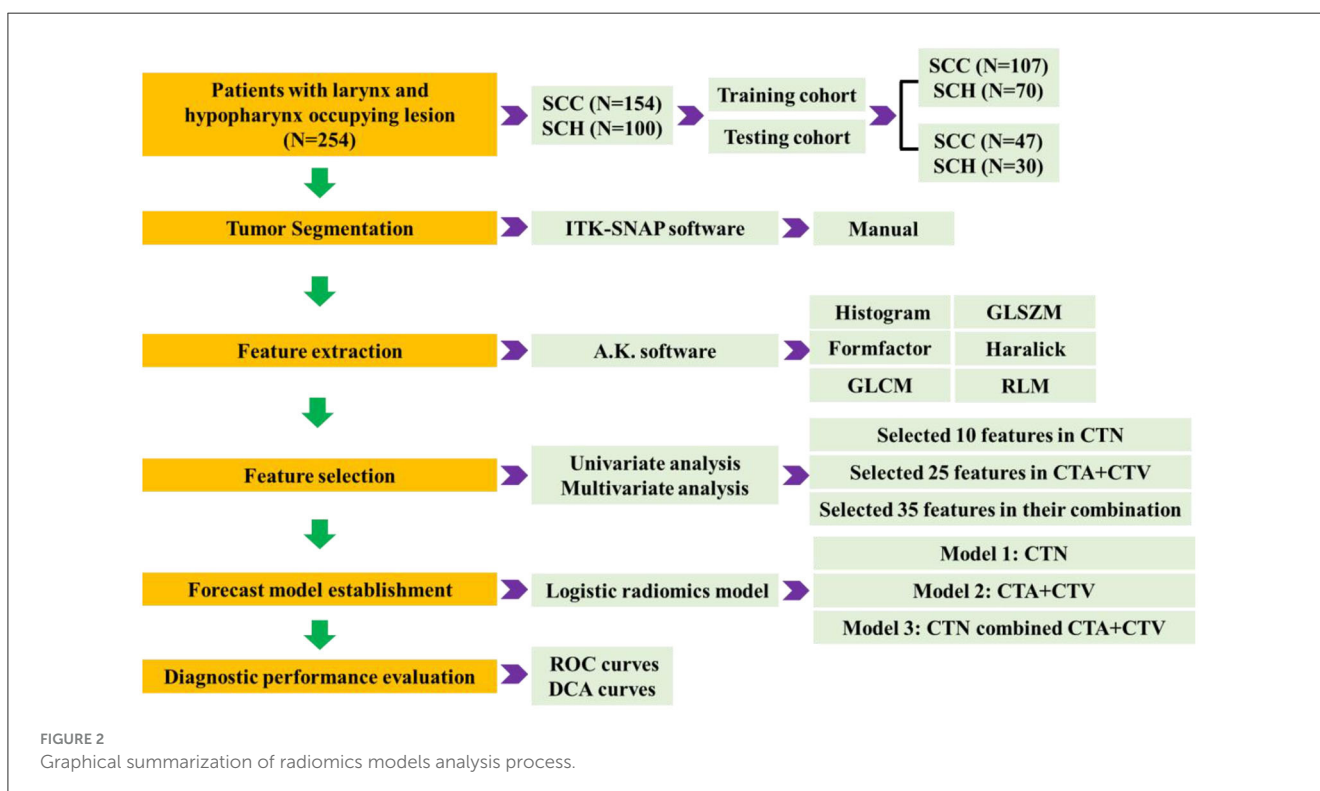 Patients with larynx and
hypopharynx occupying lesion
(N=254)
SCC (N=154)
SCH (N=100)
Training cohort
Testing cohort
SCC (N=107)
SCH (N=70)
SCC (N=47)
SCH (N=30)
Tumor Segmentation
ITK-SNAP software
Manual
Feature extraction
A.K. software
Histogram
GLSZM
Formfactor
Haralick
GLCM
RLM
Feature selection
Univariate analysis
Multivariate analysis
Selected 10 features in CTN
Selected 25 features in CTA+CTV
Selected 35 features in their combination
Forecast model establishment
Logistic radiomics model
Model 1: CTN
Model 2: CTA+CTV
Model 3: CTN combined CTA+CTV
Diagnostic performance evaluation
ROC curves
DCA curves
FIGURE 2
Graphical summarization of radiomics models analysis process.